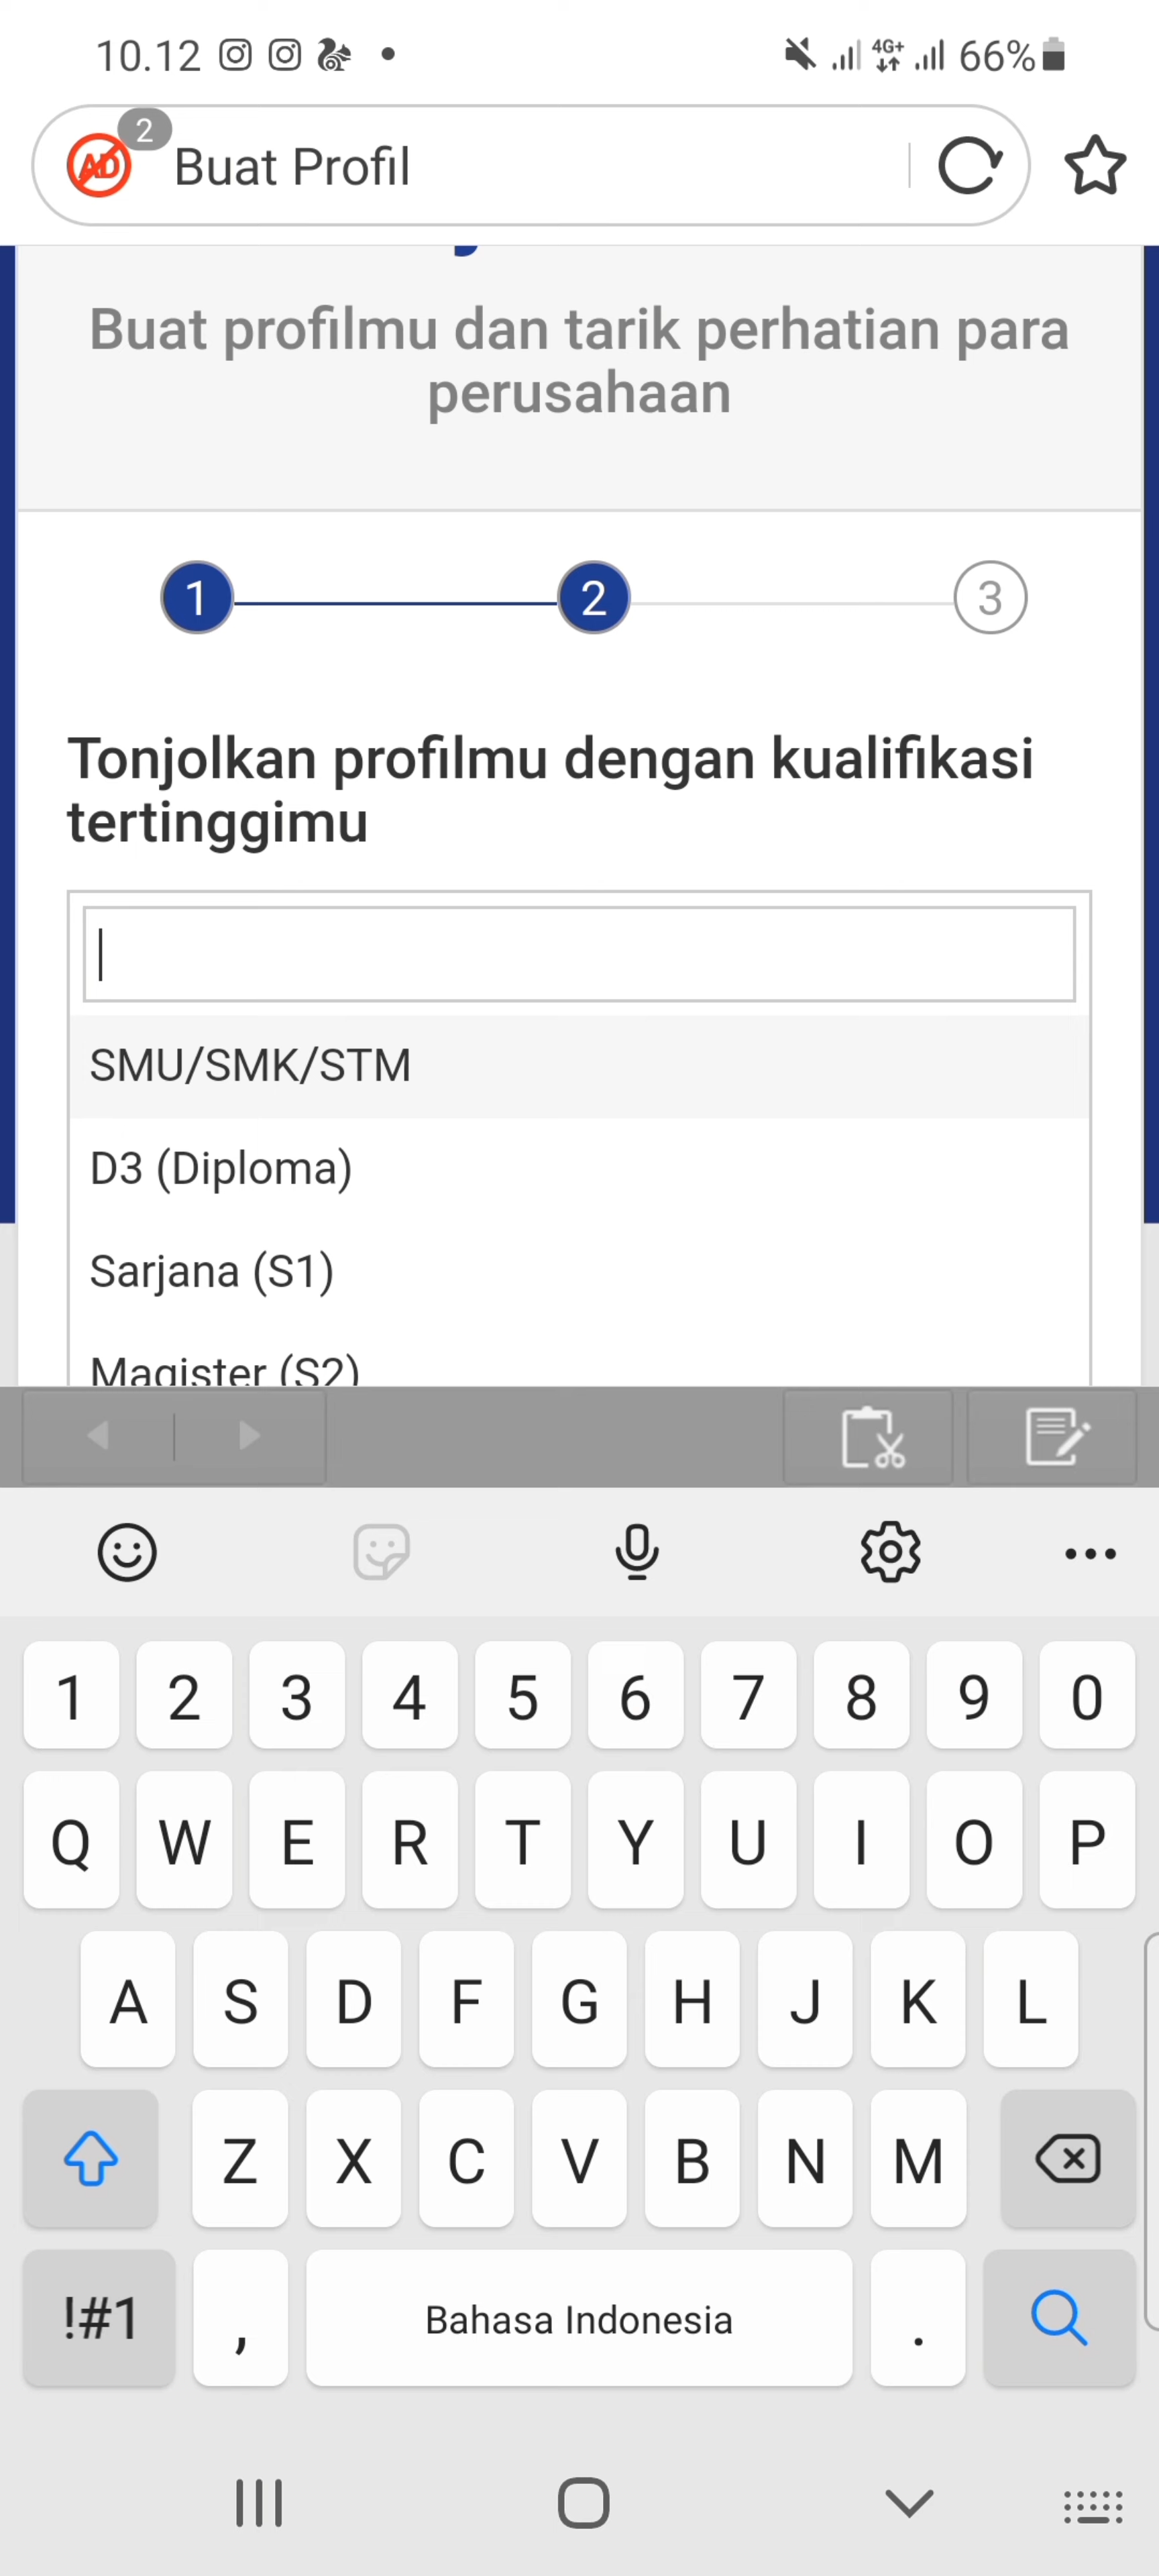 10.12
4G+
66%
AD
2
Buat Profil
Buat profilmu dan tarik perhatian para
perusahaan
1
2
3
Tonjolkan profilmu dengan kualifikasi
tertinggimu
SMU/SMK/STM
D3 (Diploma)
Sarjana (S1)
Magister (S2)
1 2 3 4 5 6 7 8 9 0
Q W E R T Y U I O P
A S D F G H J K L
Z X C V B N M
!#1 , Bahasa Indonesia .